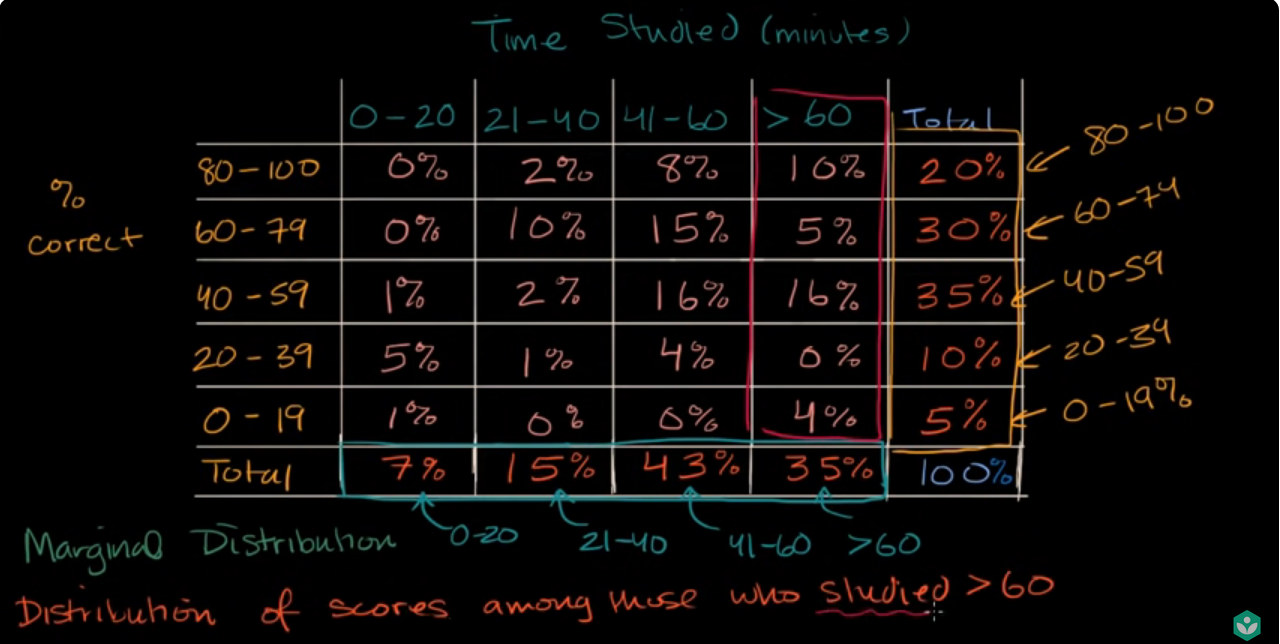 Time Studied (minutes)
0-20 21-40 41-60 >60 Total
80-100 0% 2% 8% 10% 20% 80-100
% correct
60-79 0% 10% 15% 5% 30% 60-74
40-59 1% 2% 16% 16% 35% 40-59
20-39 5% 1% 4% 0% 10% 20-39
0-19 1% 0% 0% 4% 5% 0-19%
Total 7% 15% 43% 35% 100%
Marginal Distribution 0-20 21-40 41-60 >60
Distribution of scores among those who studied >60